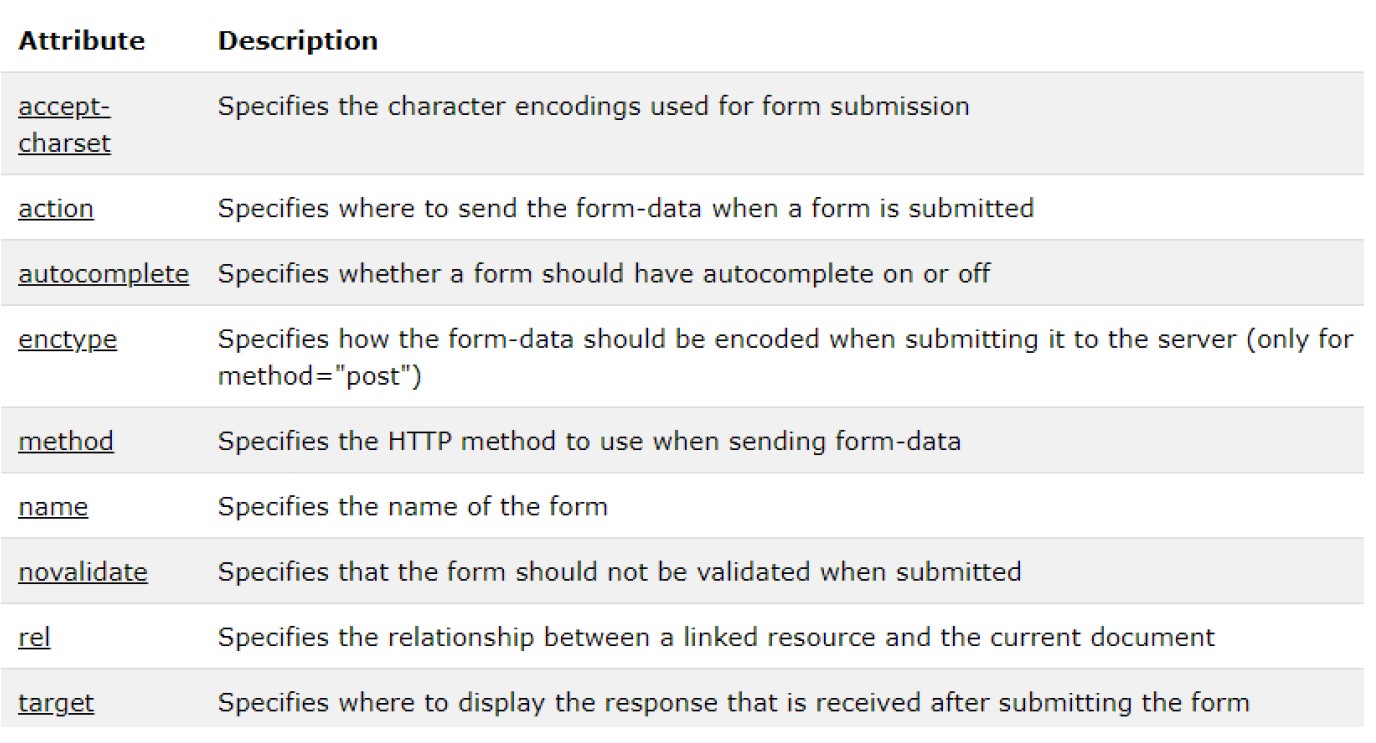 Attribute Description
accept- Specifies the character encodings used for form submission
charset
action Specifies where to send the form-data when a form is submitted
autocomplete Specifies whether a form should have autocomplete on or off
enctype Specifies how the form-data should be encoded when submitting it to the server (only for
method="post")
method Specifies the HTTP method to use when sending form-data
name Specifies the name of the form
novalidate Specifies that the form should not be validated when submitted
rel Specifies the relationship between a linked resource and the current document
target Specifies where to display the response that is received after submitting the form